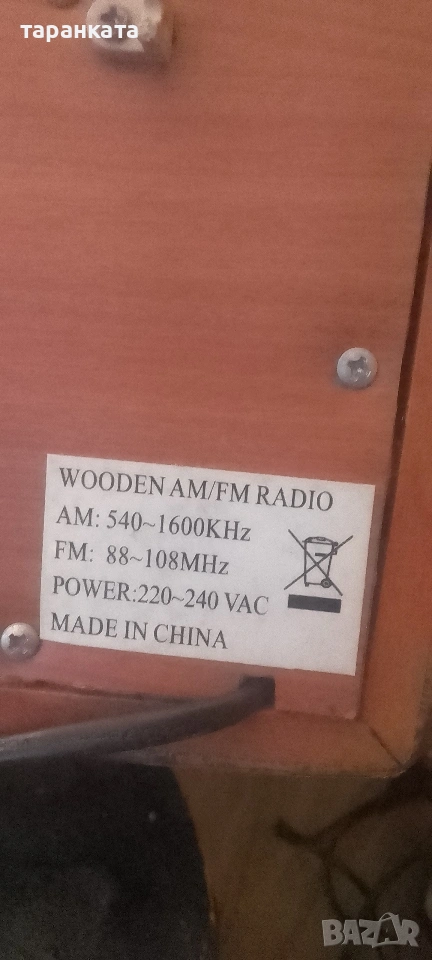 таранката
WOODEN AM/FM RADIO
AM: 540~1600KHz
FM: 88~108MHz
POWER:220~240 VAC
MADE IN CHINA
BAZAR